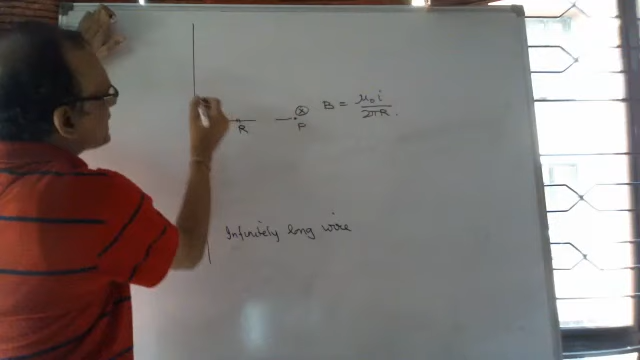 ⊗ B = μ₀i / 2πR.
R P
Infinitely long wire